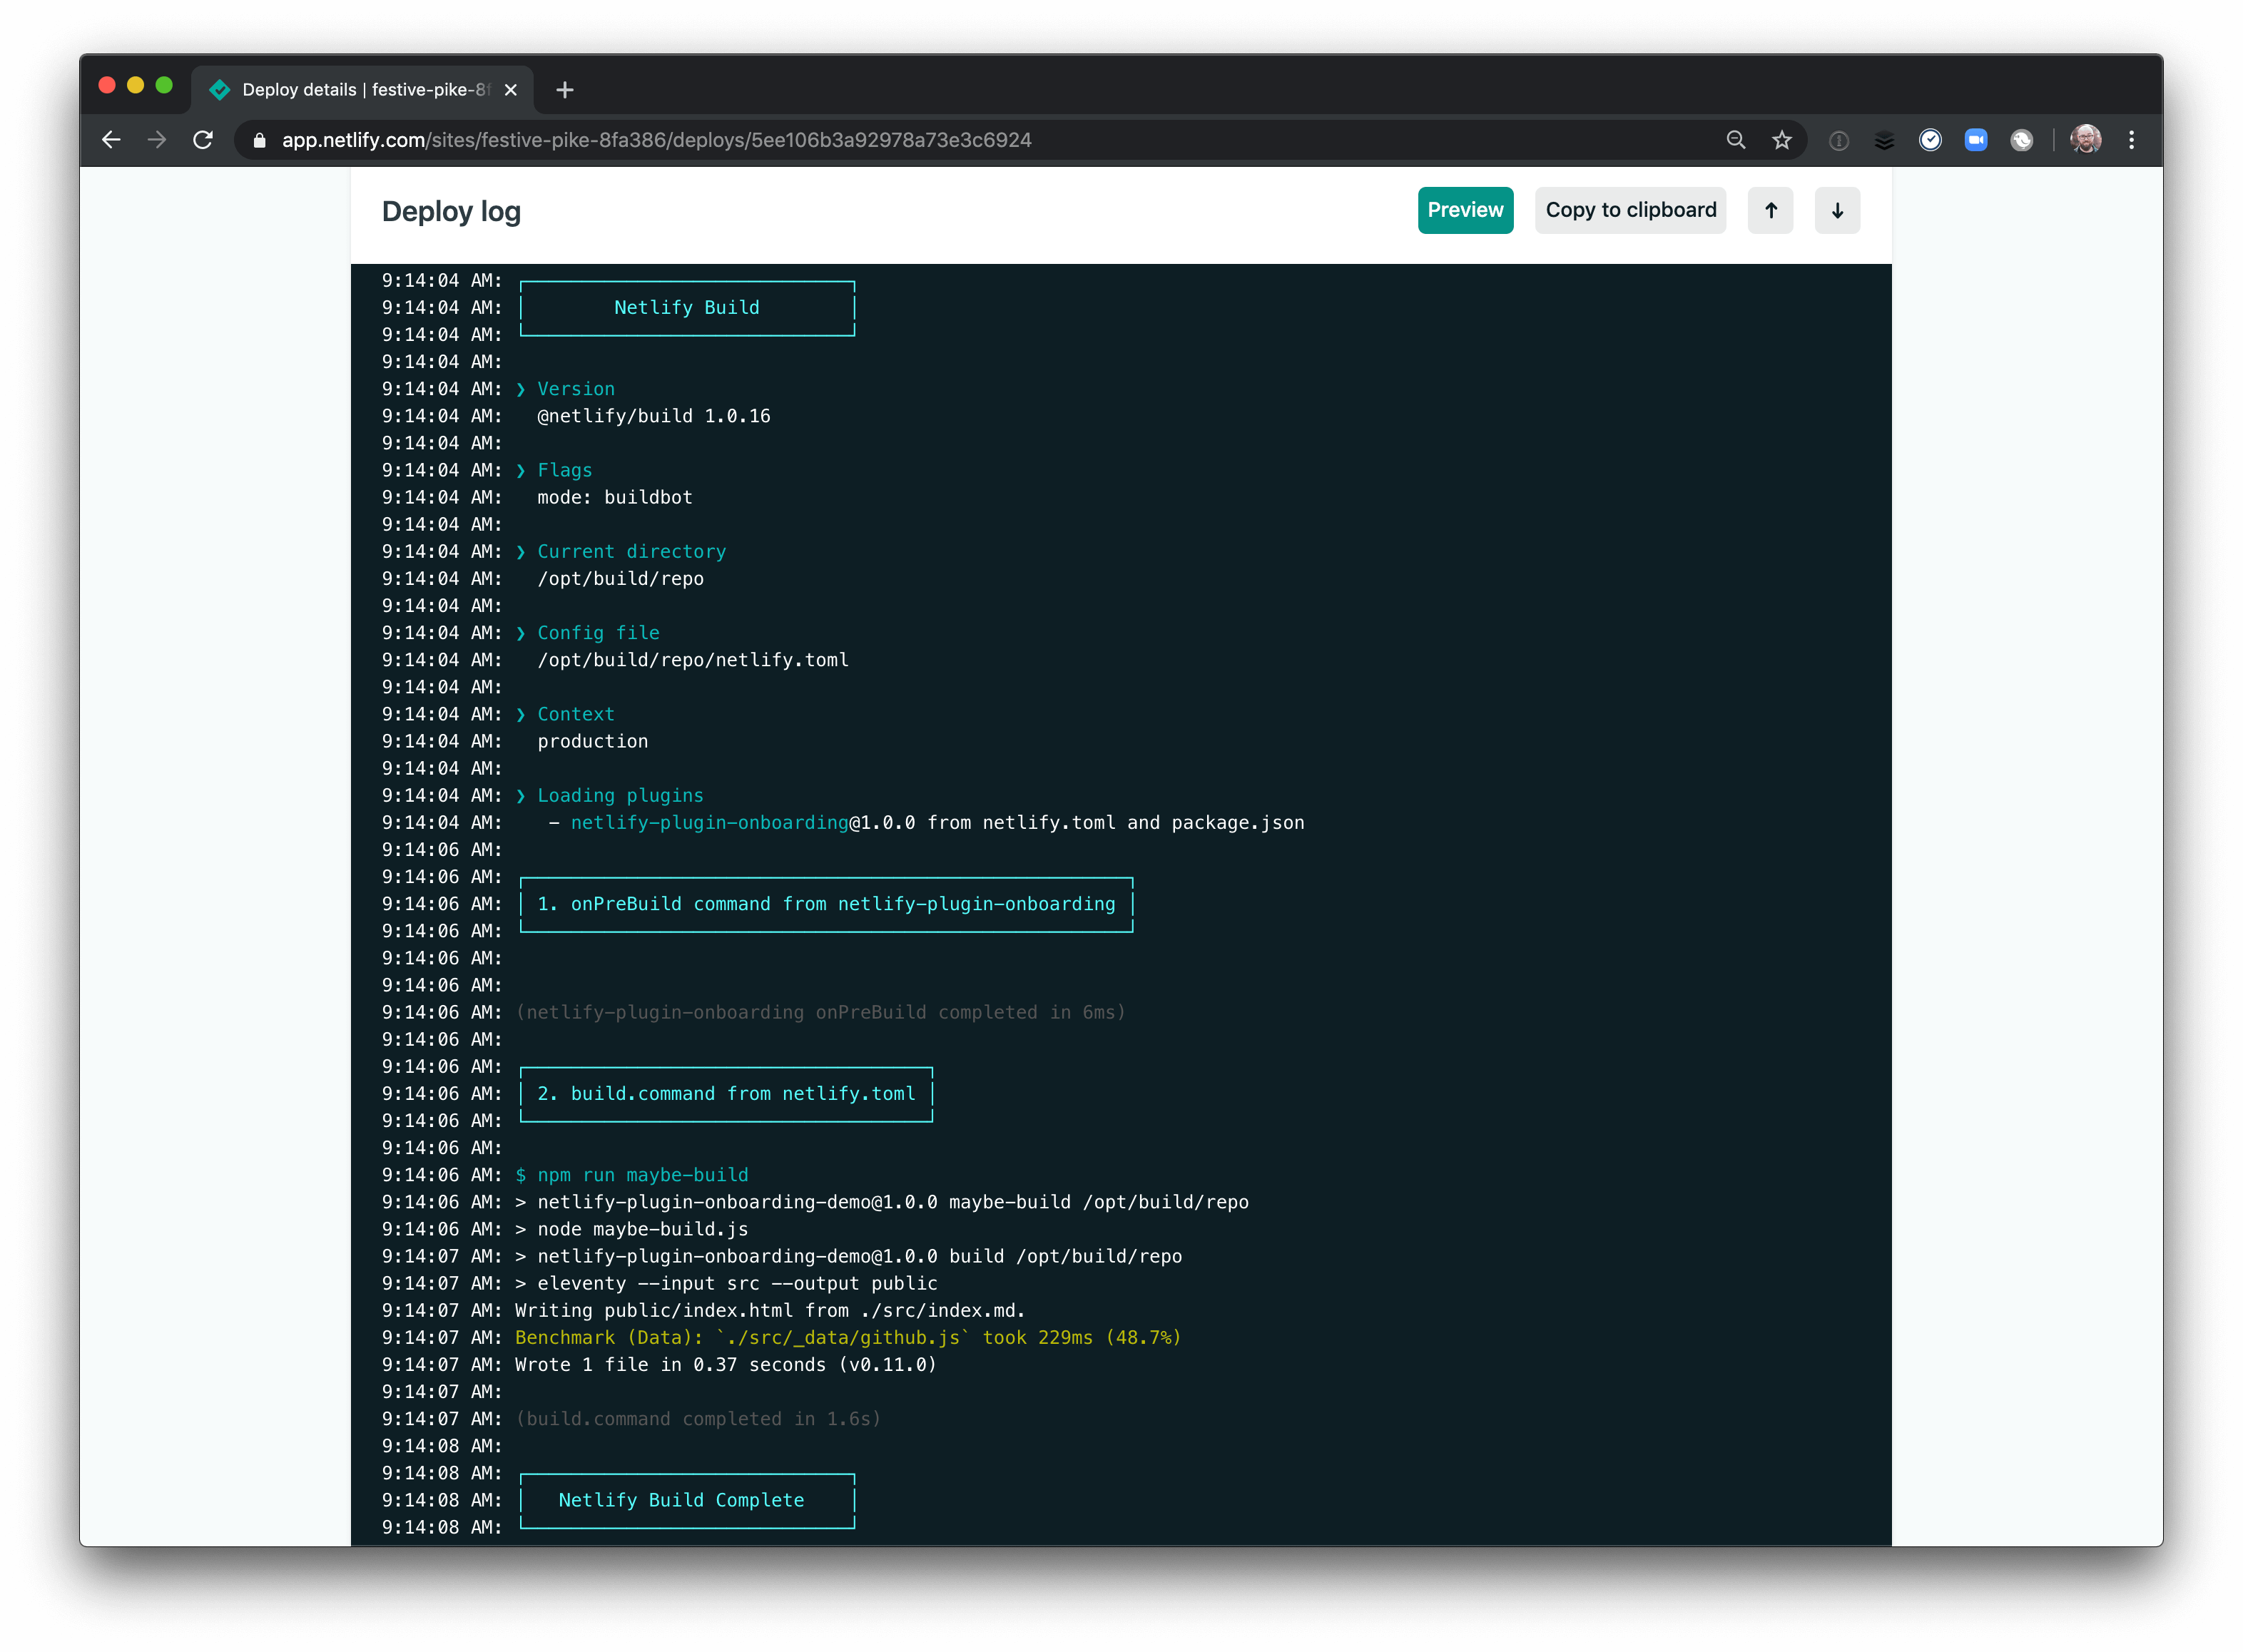 Deploy details | festive-pike-8f
app.netlify.com/sites/festive-pike-8fa386/deploys/5ee106b3a92978a73e3c6924
Deploy log
Preview
Copy to clipboard
9:14:04 AM:
9:14:04 AM: Netlify Build
9:14:04 AM:
9:14:04 AM:
9:14:04 AM: ❯ Version
9:14:04 AM: @netlify/build 1.0.16
9:14:04 AM:
9:14:04 AM: ❯ Flags
9:14:04 AM: mode: buildbot
9:14:04 AM:
9:14:04 AM: ❯ Current directory
9:14:04 AM: /opt/build/repo
9:14:04 AM:
9:14:04 AM: ❯ Config file
9:14:04 AM: /opt/build/repo/netlify.toml
9:14:04 AM:
9:14:04 AM: ❯ Context
9:14:04 AM: production
9:14:04 AM:
9:14:04 AM: ❯ Loading plugins
9:14:04 AM: - netlify-plugin-onboarding@1.0.0 from netlify.toml and package.json
9:14:06 AM:
9:14:06 AM:
9:14:06 AM: 1. onPreBuild command from netlify-plugin-onboarding
9:14:06 AM:
9:14:06 AM:
9:14:06 AM:
9:14:06 AM: (netlify-plugin-onboarding onPreBuild completed in 6ms)
9:14:06 AM:
9:14:06 AM:
9:14:06 AM: 2. build.command from netlify.toml
9:14:06 AM:
9:14:06 AM:
9:14:06 AM: $ npm run maybe-build
9:14:06 AM: > netlify-plugin-onboarding-demo@1.0.0 maybe-build /opt/build/repo
9:14:06 AM: > node maybe-build.js
9:14:07 AM: > netlify-plugin-onboarding-demo@1.0.0 build /opt/build/repo
9:14:07 AM: > eleventy --input src --output public
9:14:07 AM: Writing public/index.html from ./src/index.md.
9:14:07 AM: Benchmark (Data): `./src/_data/github.js` took 229ms (48.7%)
9:14:07 AM: Wrote 1 file in 0.37 seconds (v0.11.0)
9:14:07 AM:
9:14:07 AM: (build.command completed in 1.6s)
9:14:08 AM:
9:14:08 AM:
9:14:08 AM: Netlify Build Complete
9:14:08 AM: